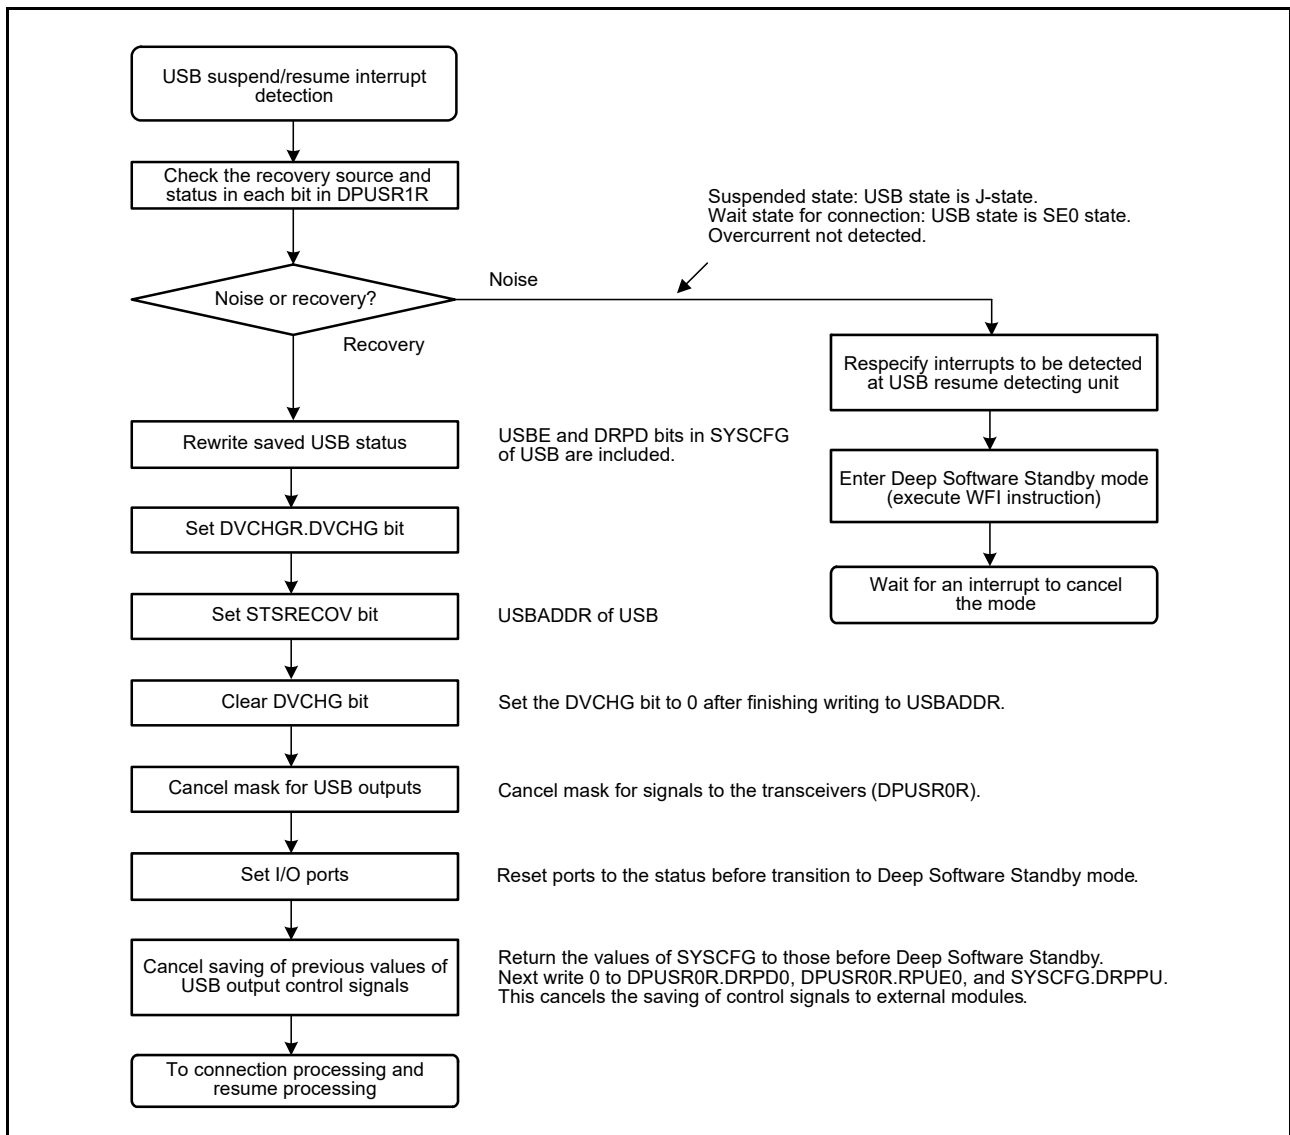 USB suspend/resume interrupt
detection
Check the recovery source and
status in each bit in DPUSR1R
Suspended state: USB state is J-state.
Wait state for connection: USB state is SE0 state.
Overcurrent not detected.
Noise or recovery?
Noise
Recovery
Respecify interrupts to be detected
at USB resume detecting unit
Enter Deep Software Standby mode
(execute WFI instruction)
Wait for an interrupt to cancel
the mode
Rewrite saved USB status
USBE and DRPD bits in SYSCFG
of USB are included.
Set DVCHGR.DVCHG bit
Set STSRECOV bit
USBADDR of USB
Clear DVCHG bit
Set the DVCHG bit to 0 after finishing writing to USBADDR.
Cancel mask for USB outputs
Cancel mask for signals to the transceivers (DPUSR0R).
Set I/O ports
Reset ports to the status before transition to Deep Software Standby mode.
Cancel saving of previous values of
USB output control signals
Return the values of SYSCFG to those before Deep Software Standby.
Next write 0 to DPUSR0R.DRPD0, DPUSR0R.RPUE0, and SYSCFG.DRPPU.
This cancels the saving of control signals to external modules.
To connection processing and
resume processing